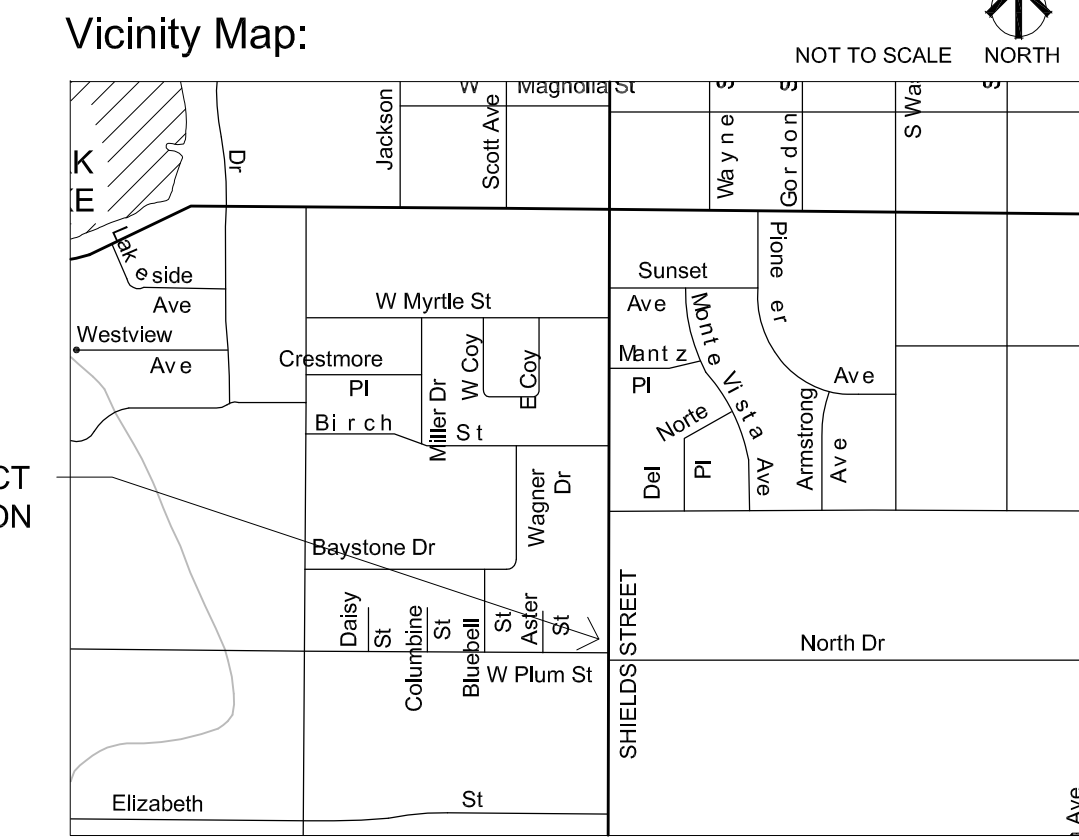 Vicinity Map:
NOT TO SCALE
NORTH
W Magnolia St
Jackson
Scott Ave
Wayne
Gordon
Dr
Lakeside
Ave
Westview
Ave
W Myrtle St
Crestmore
Pl
Birch
St
Miller Dr
W Coy
E Coy
Wagner
Dr
Baystone Dr
Daisy
St
Columbine
St
Bluebell
St
Aster
St
W Plum St
Elizabeth
St
SHIELDS STREET
Sunset
Ave
Mantz
Pl
Monte Vista Ave
Norte
Del
Pl
Pioneer
Ave
Armstrong
Ave
North Dr
Ave
CT
ON